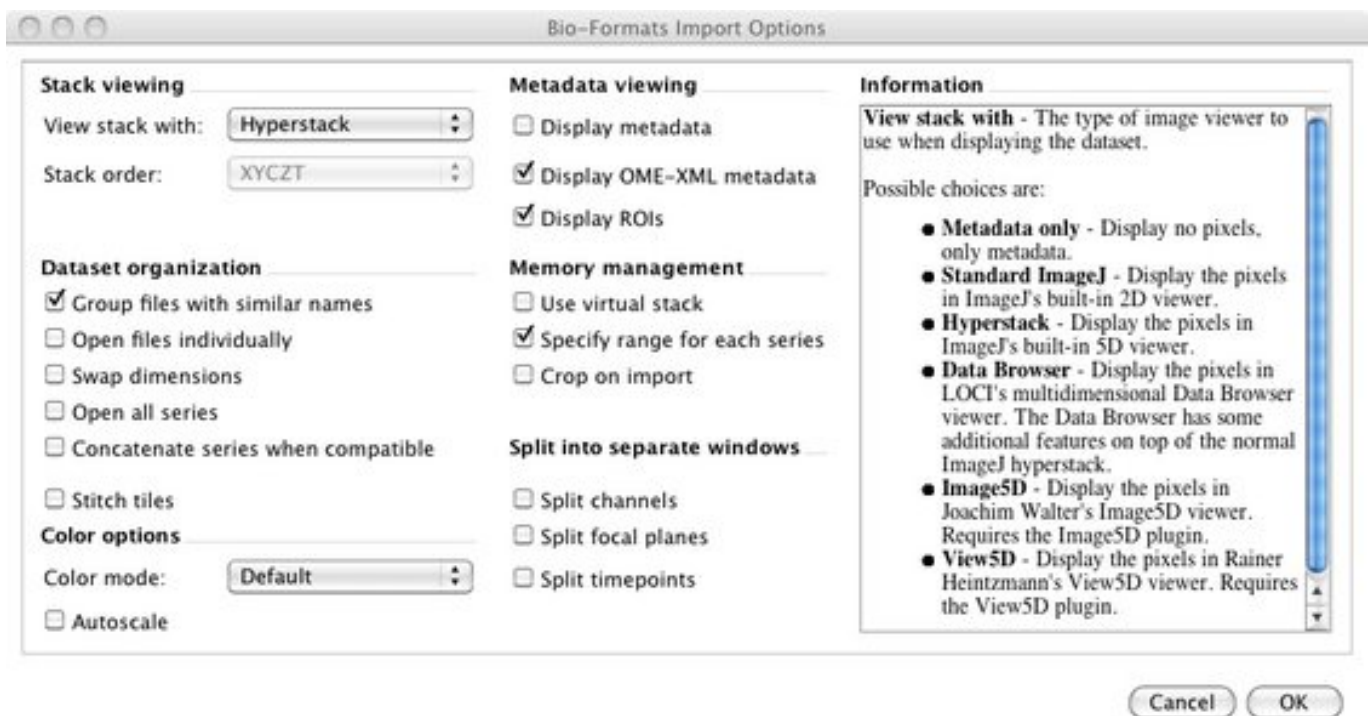 Bio-Formats Import Options
Stack viewing
View stack with: Hyperstack
Stack order: XYCZT
Dataset organization
Group files with similar names
Open files individually
Swap dimensions
Open all series
Concatenate series when compatible
Stitch tiles
Color options
Color mode: Default
Autoscale
Metadata viewing
Display metadata
Display OME-XML metadata
Display ROIs
Memory management
Use virtual stack
Specify range for each series
Crop on import
Split into separate windows
Split channels
Split focal planes
Split timepoints
Information
View stack with - The type of image viewer to
use when displaying the dataset.
Possible choices are:
Metadata only - Display no pixels,
only metadata.
Standard ImageJ - Display the pixels
in ImageJ's built-in 2D viewer.
Hyperstack - Display the pixels in
ImageJ's built-in 5D viewer.
Data Browser - Display the pixels in
LOCI's multidimensional Data Browser
viewer. The Data Browser has some
additional features on top of the normal
ImageJ hyperstack.
Image5D - Display the pixels in
Joachim Walter's Image5D viewer.
Requires the Image5D plugin.
View5D - Display the pixels in Rainer
Heintzmann's View5D viewer. Requires
the View5D plugin.
Cancel
OK